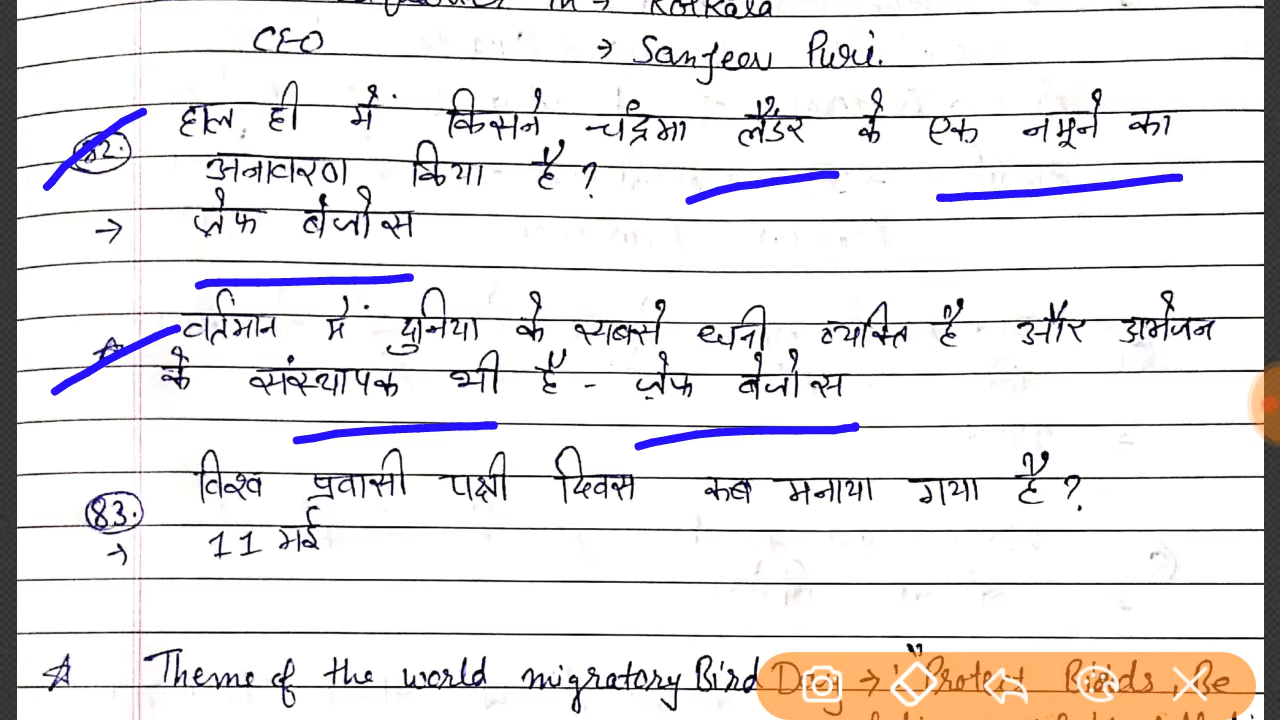 in → Kolkala
CEO → Sanjeev Puri.
82. हाल ही में किसने चंद्रमा लैंडर के एक नमूने का
अनावरण किया है ?
→ जेफ बेजोस
☆ वर्तमान में दुनिया के सबसे धनी व्यक्ति है और अमेजन
के संस्थापक भी हैं - जेफ बेजोस
83. विश्व प्रवासी पक्षी दिवस कब मनाया गया है ?
→ 11 मई
☆ Theme of the world migratory Bird Day → "Protect Birds, Be